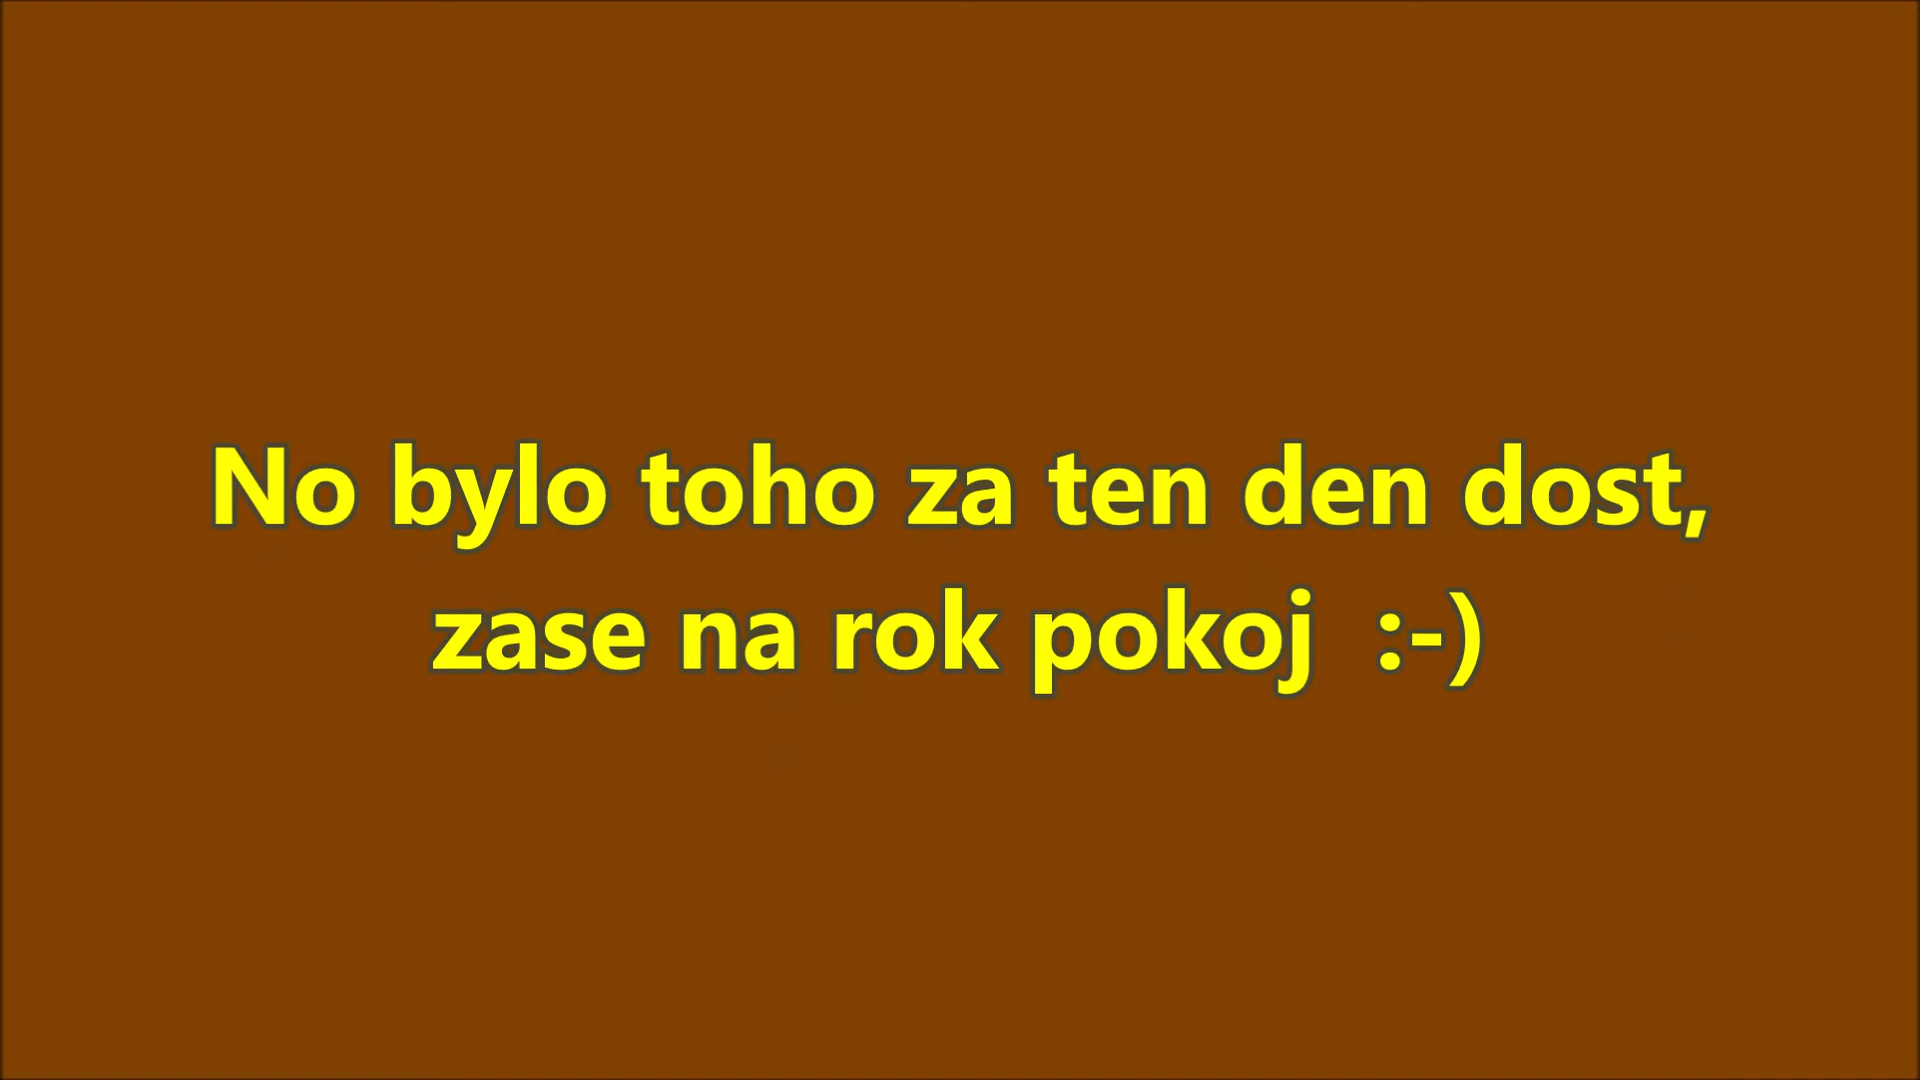 No bylo toho za ten den dost,
zase na rok pokoj  :-)